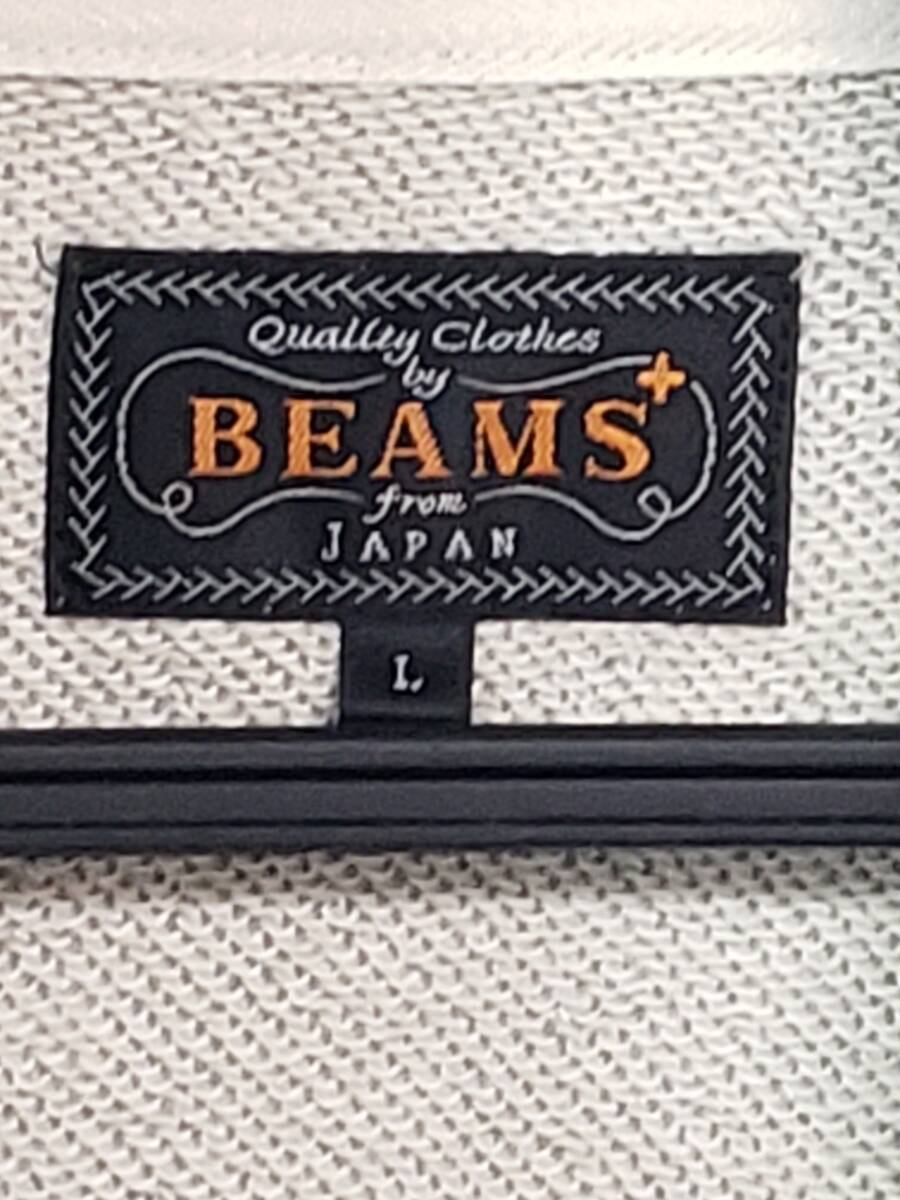 Quality Clothes
by
BEAMS+
from
JAPAN
L